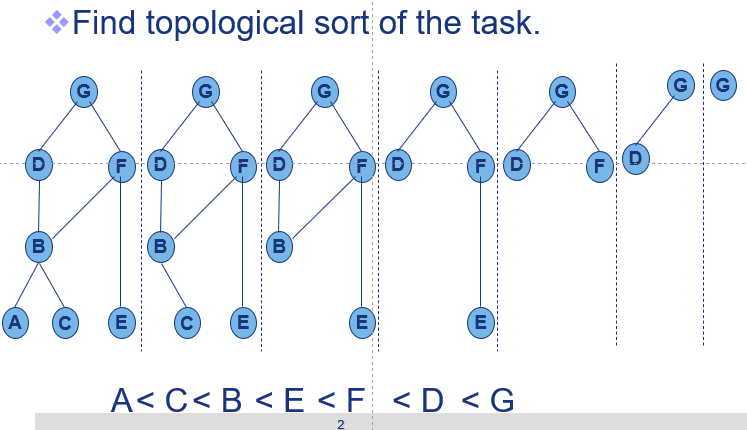 Find topological sort of the task.
G G G G G G G
D F D F D F D F D F D
B B B
A C E C E E E
A < C < B < E < F < D < G
2